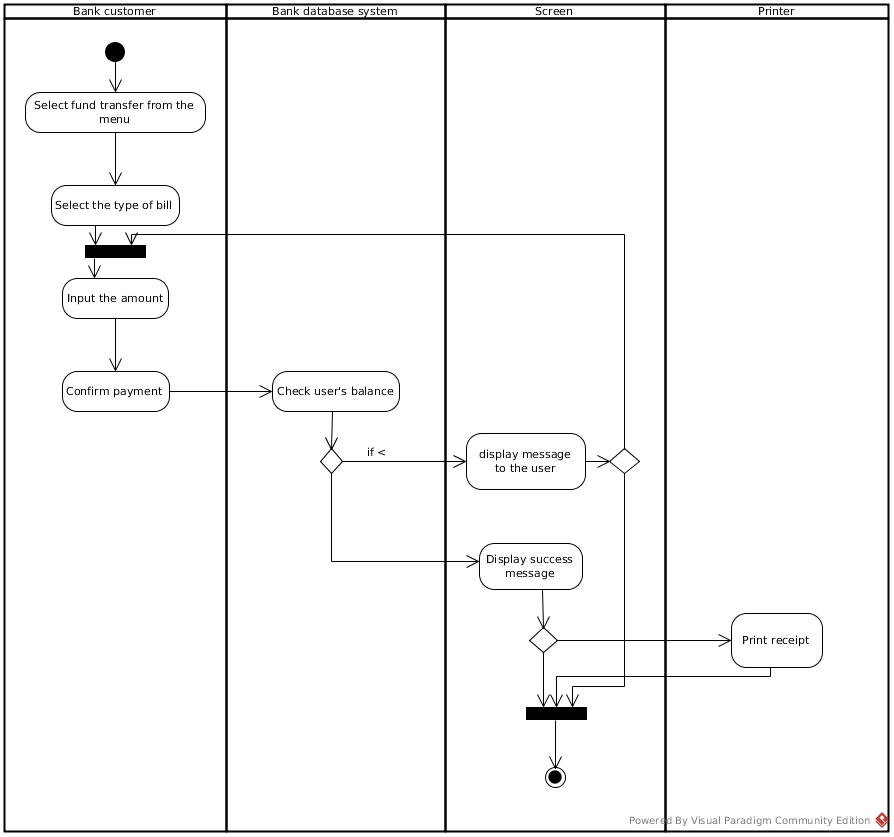 Bank customer
Bank database system
Screen
Printer
Select fund transfer from the
menu
Select the type of bill
Input the amount
Confirm payment
Check user's balance
if <
display message
to the user
Display success
message
Print receipt
Powered By Visual Paradigm Community Edition